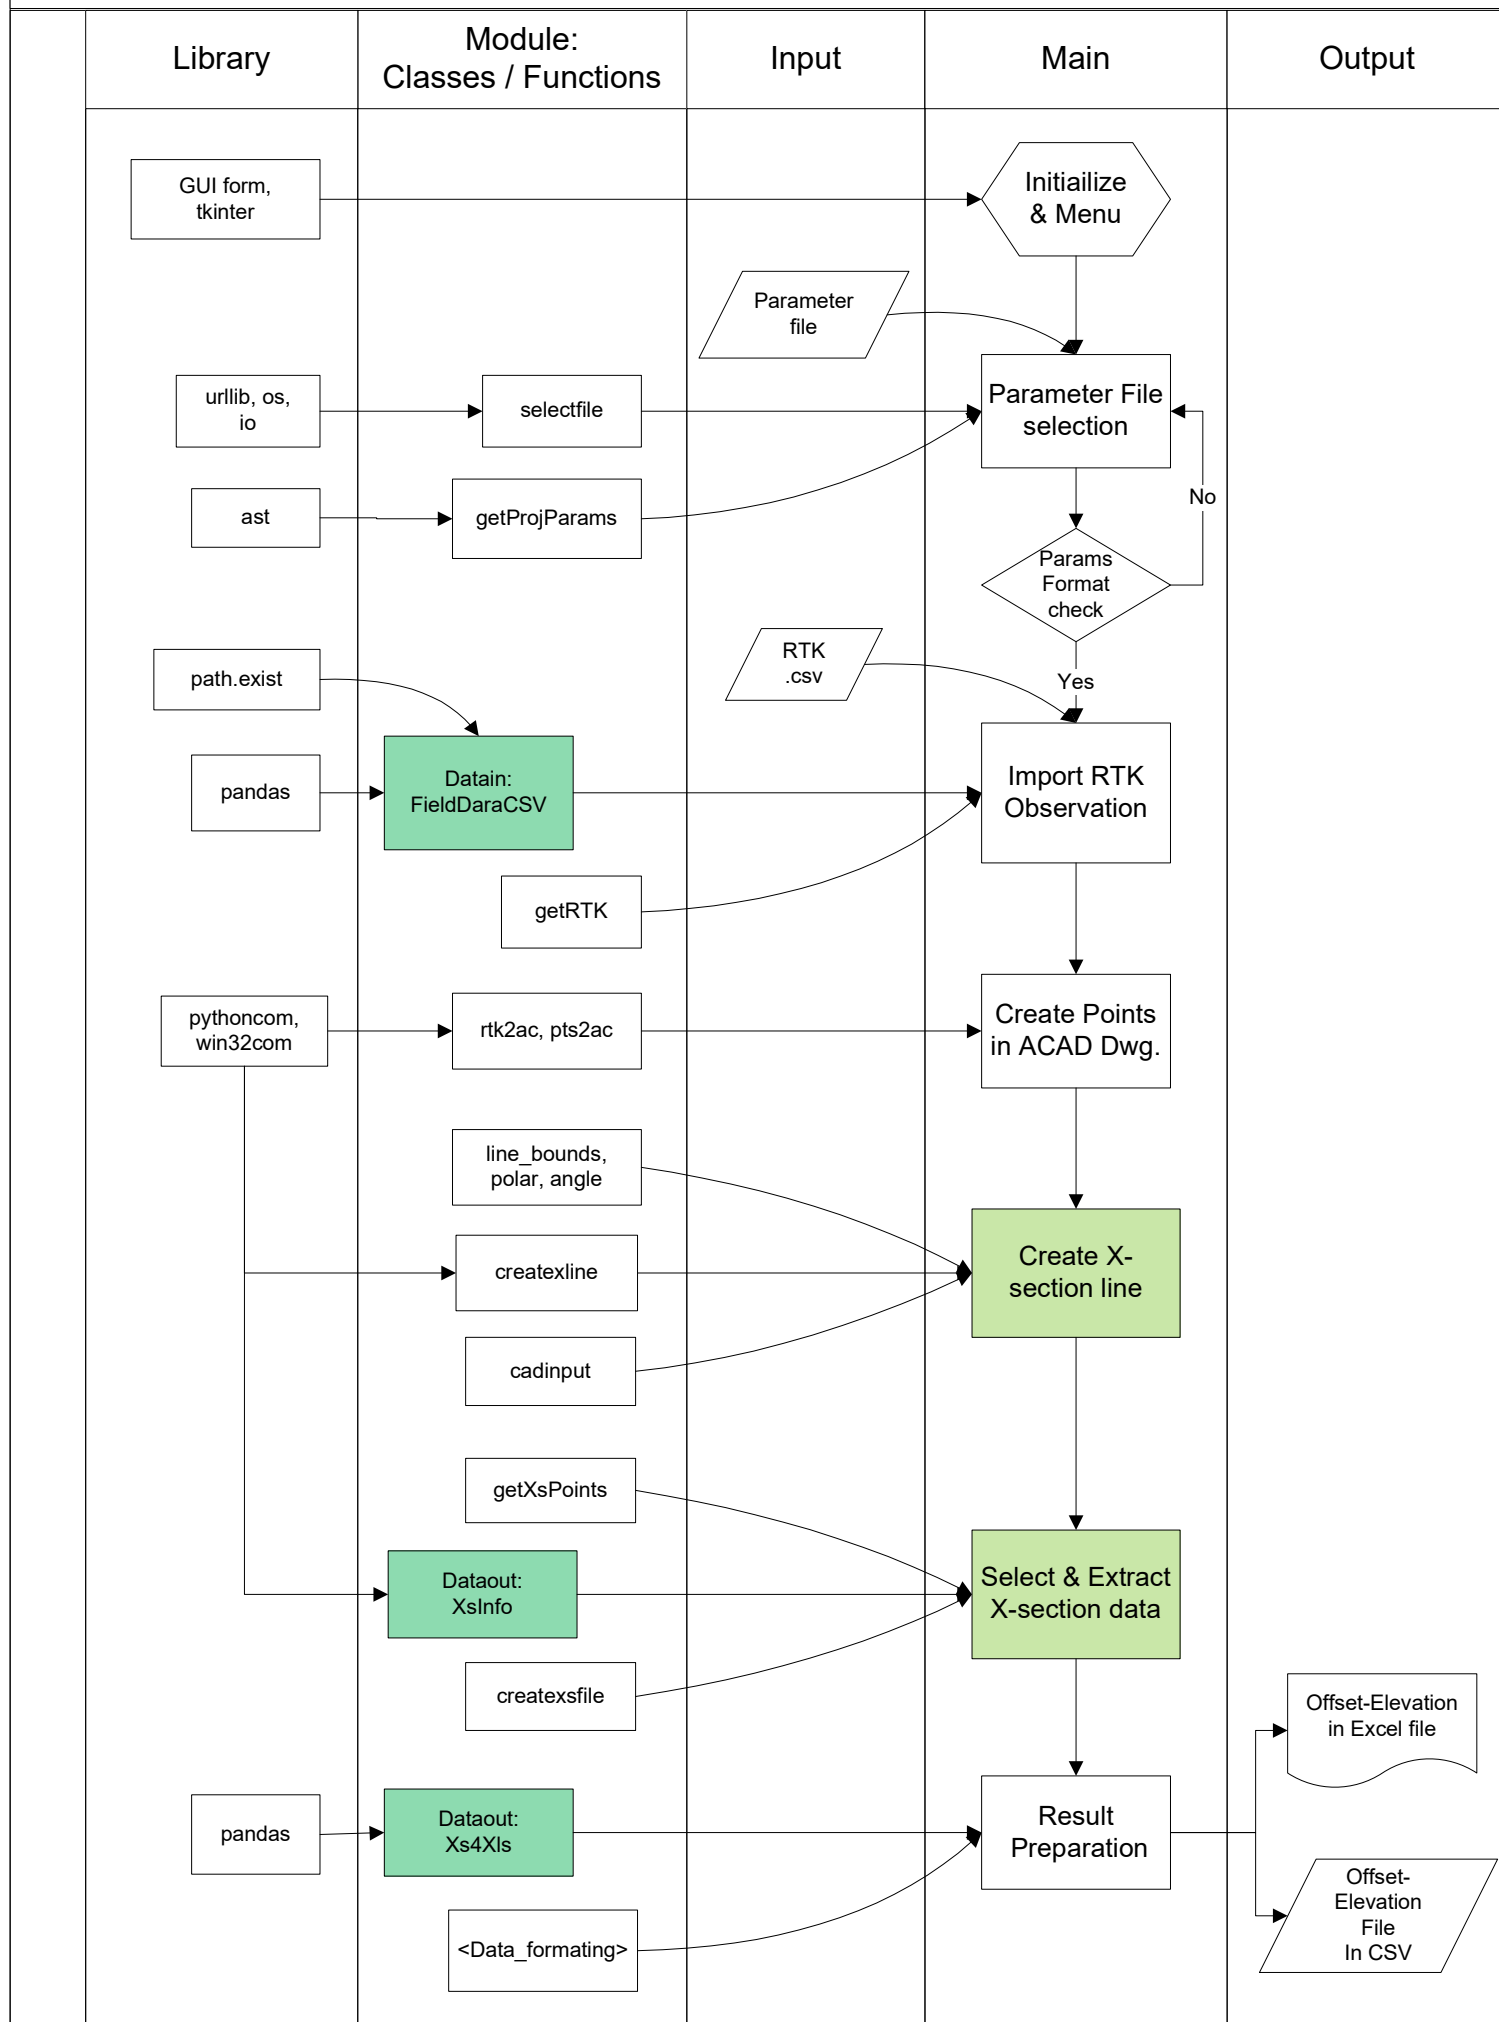 Library
Module:
Classes / Functions
Input
Main
Output
GUI form,
tkinter
Initiailize
& Menu
Parameter
file
urllib, os,
io
selectfile
Parameter File
selection
ast
getProjParams
No
Params
Format
check
path.exist
RTK
.csv
Yes
pandas
Datain:
FieldDaraCSV
Import RTK
Observation
getRTK
pythoncom,
win32com
rtk2ac, pts2ac
Create Points
in ACAD Dwg.
line_bounds,
polar, angle
createxline
Create X-
section line
cadinput
getXsPoints
Dataout:
XsInfo
Select & Extract
X-section data
createxsfile
Offset-Elevation
in Excel file
pandas
Dataout:
Xs4Xls
Result
Preparation
Offset-
Elevation
File
In CSV
<Data_formating>